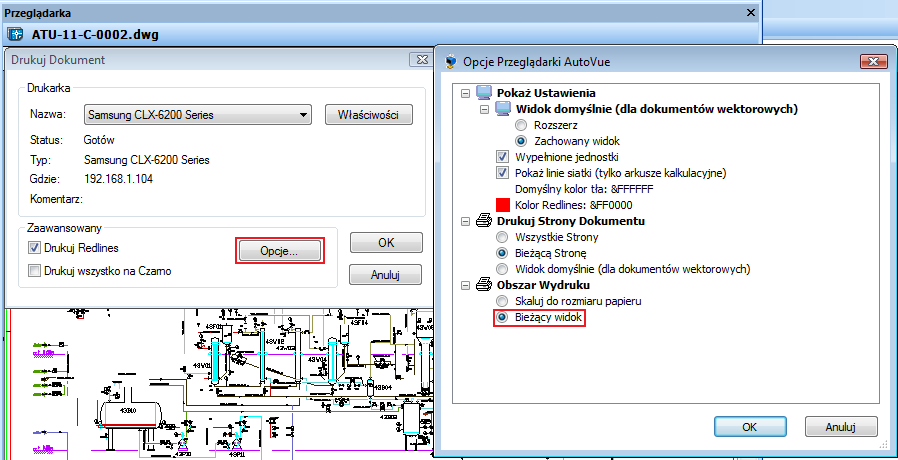 Przeglądarka
ATU-11-C-0002.dwg
Drukuj Dokument
Drukarka
Nazwa:
Samsung CLX-6200 Series
Właściwości
Status:
Gotów
Typ:
Samsung CLX-6200 Series
Gdzie:
192.168.1.104
Komentarz:
Zaawansowany
Drukuj Redlines
Drukuj wszystko na Czarno
Opcje...
OK
Anuluj
Opcje Przeglądarki AutoVue
Pokaż Ustawienia
Widok domyślnie (dla dokumentów wektorowych)
Rozszerz
Zachowany widok
Wypełnione jednostki
Pokaż linie siatki (tylko arkusze kalkulacyjne)
Domyślny kolor tła: &FFFFFF
Kolor Redlines: &FF0000
Drukuj Strony Dokumentu
Wszystkie Strony
Bieżącą Stronę
Widok domyślnie (dla dokumentów wektorowych)
Obszar Wydruku
Skaluj do rozmiaru papieru
Bieżący widok
OK
Anuluj